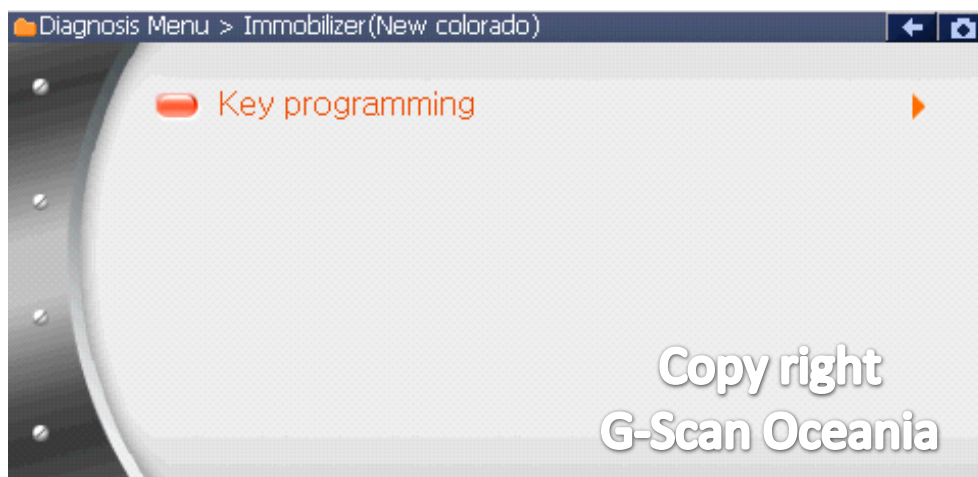 Diagnosis Menu > Immobilizer(New colorado)
Key programming
Copy right
G-Scan Oceania